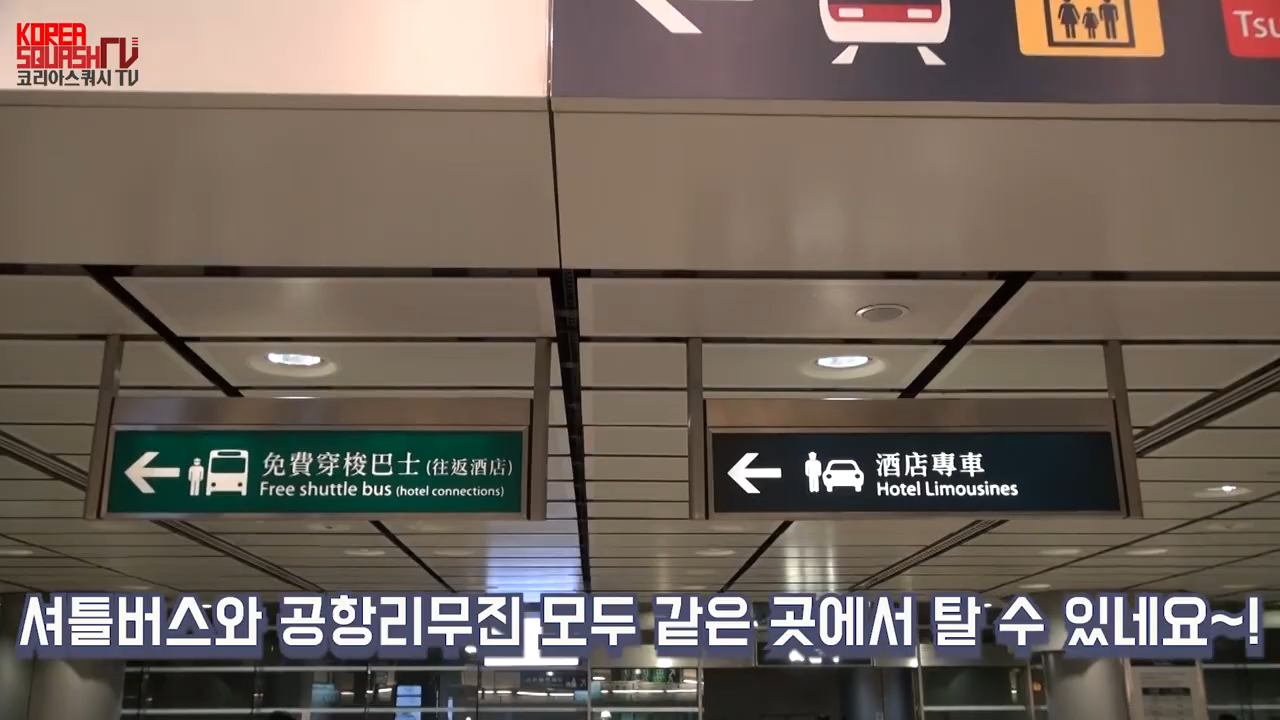 KOREA
SQUASH TV
코리아스쿼시 TV
Tsu
免費穿梭巴士 (往返酒店)
Free shuttle bus (hotel connections)
酒店專車
Hotel Limousines
셔틀버스와 공항리무진 모두 같은 곳에서 탈 수 있네요~!